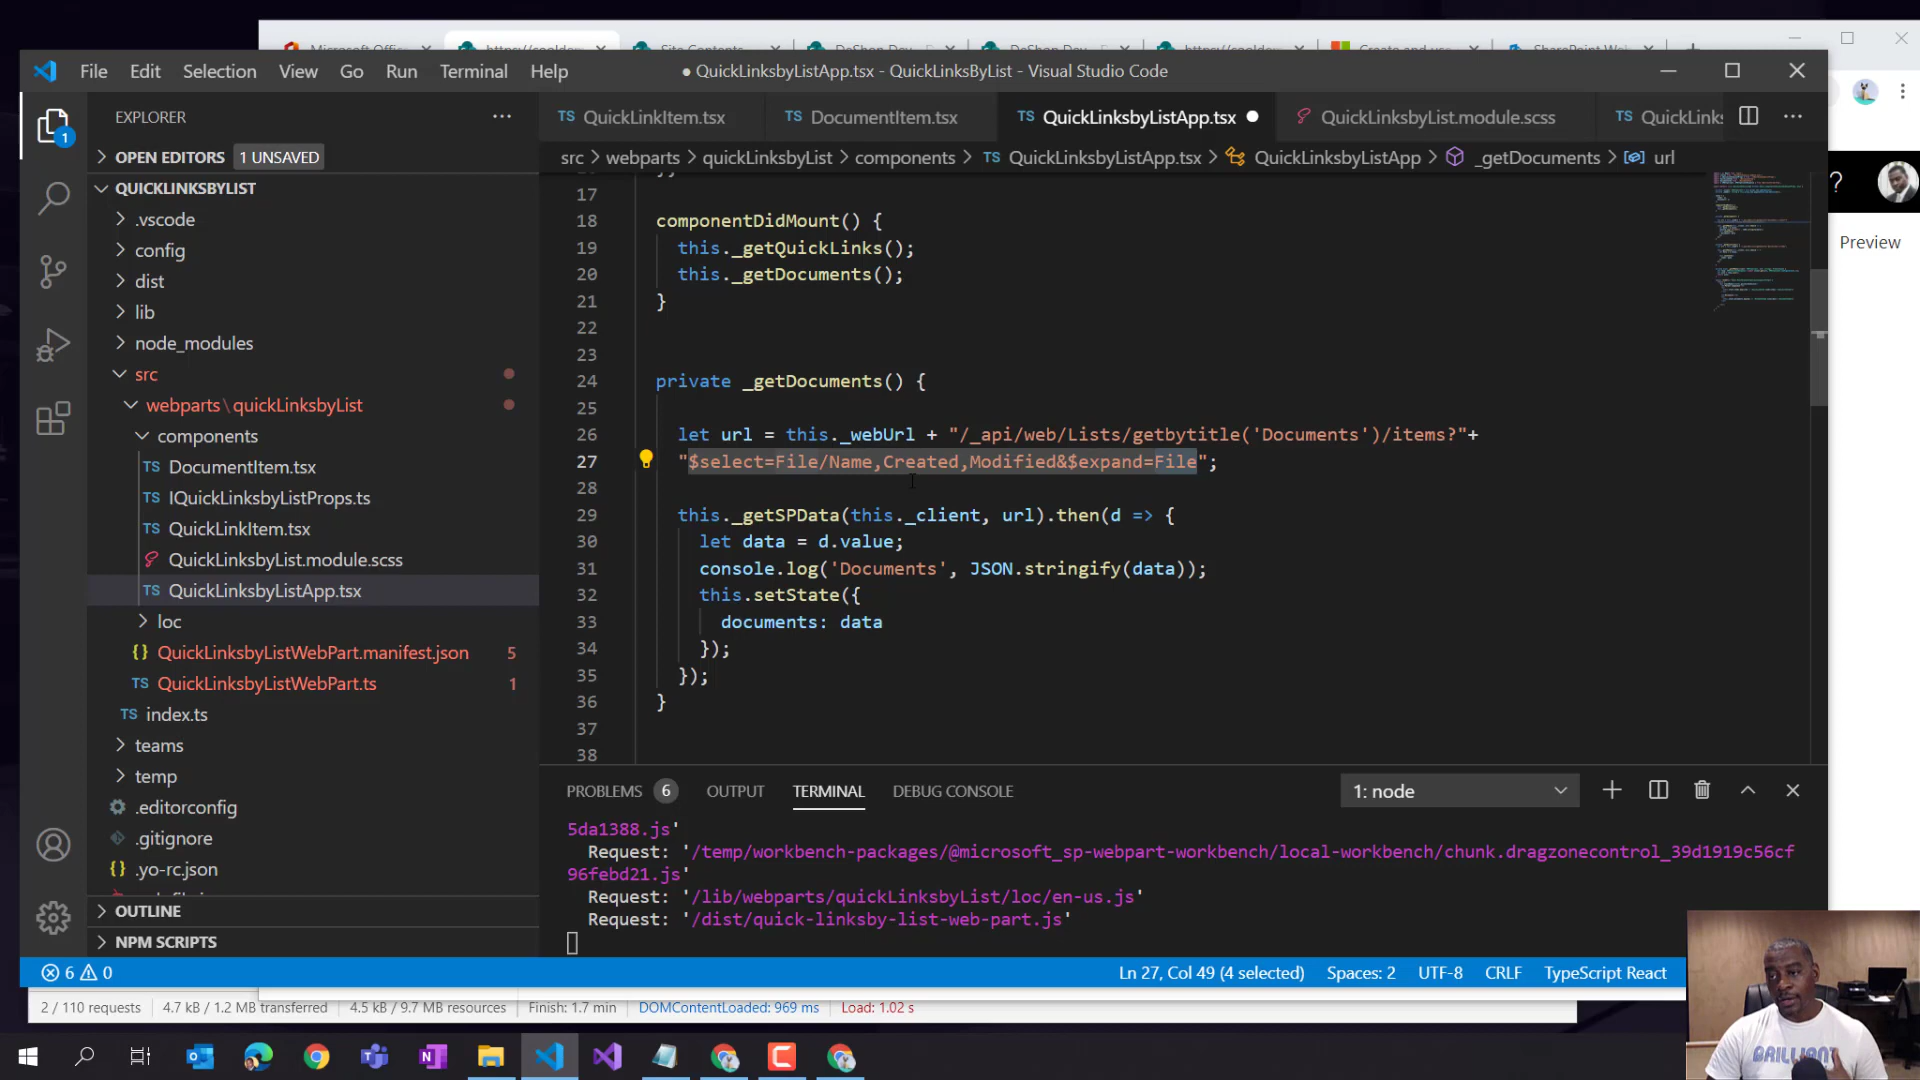 File Edit Selection View Go Run Terminal Help
● QuickLinksbyListApp.tsx - QuickLinksByList - Visual Studio Code
EXPLORER
OPEN EDITORS 1 UNSAVED
QUICKLINKSBYLIST
.vscode
config
dist
lib
node_modules
src
webparts\quickLinksbyList
components
TS DocumentItem.tsx
TS IQuickLinksbyListProps.ts
TS QuickLinkItem.tsx
QuickLinksbyList.module.scss
TS QuickLinksbyListApp.tsx
loc
{} QuickLinksbyListWebPart.manifest.json 5
TS QuickLinksbyListWebPart.ts 1
TS index.ts
teams
temp
.editorconfig
.gitignore
{} .yo-rc.json
OUTLINE
NPM SCRIPTS
TS QuickLinkItem.tsx TS DocumentItem.tsx TS QuickLinksbyListApp.tsx ● QuickLinksbyList.module.scss TS QuickLinks
src > webparts > quickLinksbyList > components > TS QuickLinksbyListApp.tsx > QuickLinksbyListApp > _getDocuments > url
17
18 componentDidMount() {
19 this._getQuickLinks();
20 this._getDocuments();
21 }
22
23
24 private _getDocuments() {
25
26 let url = this._webUrl + "/_api/web/Lists/getbytitle('Documents')/items?"+
27 "$select=File/Name,Created,Modified&$expand=File";
28
29 this._getSPData(this._client, url).then(d => {
30 let data = d.value;
31 console.log('Documents', JSON.stringify(data));
32 this.setState({
33 documents: data
34 });
35 });
36 }
37
38
PROBLEMS 6 OUTPUT TERMINAL DEBUG CONSOLE 1: node
5da1388.js'
Request: '/temp/workbench-packages/@microsoft_sp-webpart-workbench/local-workbench/chunk.dragzonecontrol_39d1919c56cf
96febd21.js'
Request: '/lib/webparts/quickLinksbyList/loc/en-us.js'
Request: '/dist/quick-linksby-list-web-part.js'
6 0 Ln 27, Col 49 (4 selected) Spaces: 2 UTF-8 CRLF TypeScript React
2 / 110 requests 4.7 kB / 1.2 MB transferred 4.5 kB / 9.7 MB resources Finish: 1.7 min DOMContentLoaded: 969 ms Load: 1.02 s
?
Preview
BRILLIANT